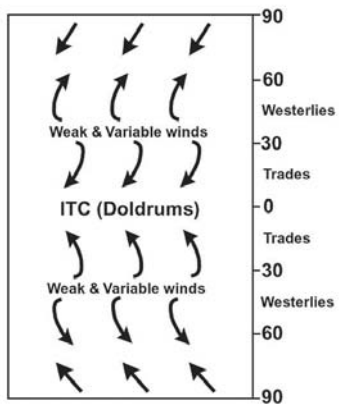 90
60
Westerlies
Weak & Variable winds
30
Trades
ITC (Doldrums)
0
Trades
30
Weak & Variable winds
Westerlies
60
90